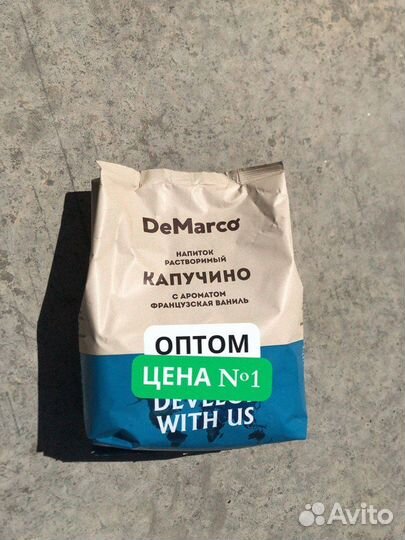 DeMarco
НАПИТОК
РАСТВОРИМЫЙ
КАПУЧИНО
С АРОМАТОМ
ФРАНЦУЗСКАЯ ВАНИЛЬ
ОПТОМ
ЦЕНА №1
WITH US
Avito